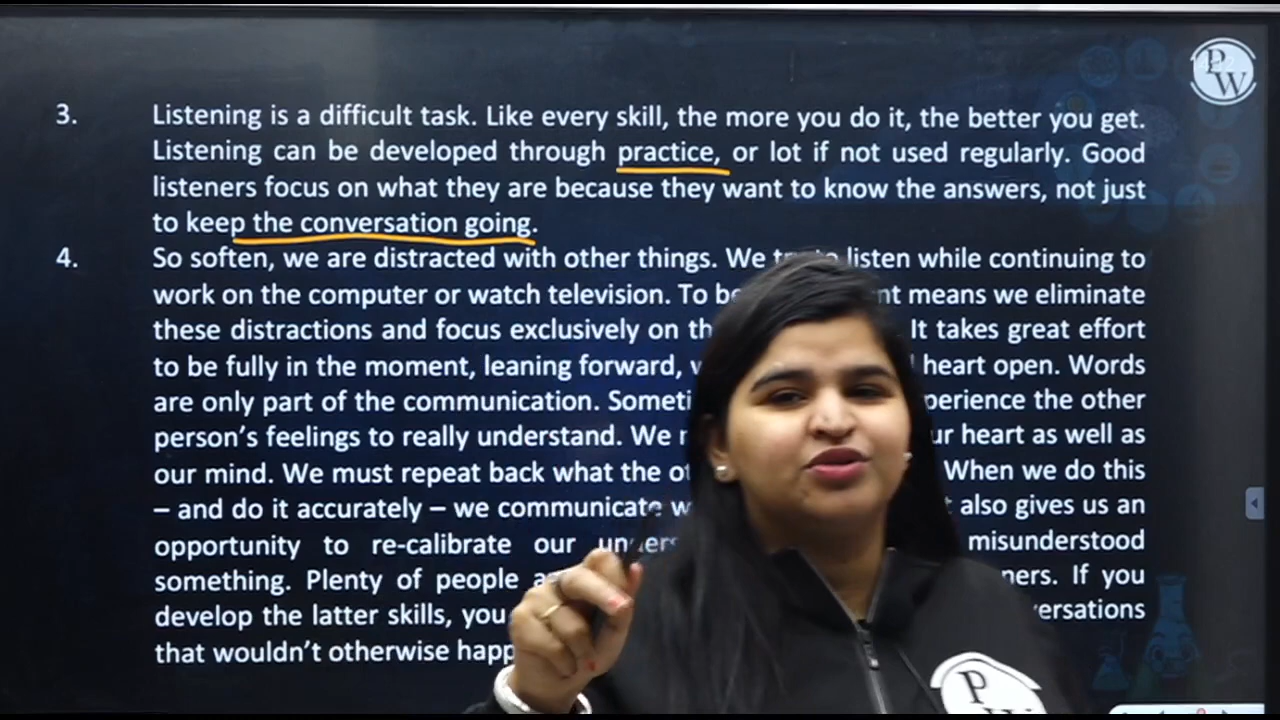 P
W
3. Listening is a difficult task. Like every skill, the more you do it, the better you get.
Listening can be developed through practice, or lot if not used regularly. Good
listeners focus on what they are because they want to know the answers, not just
to keep the conversation going.
4. So soften, we are distracted with other things. We listen while continuing to
work on the computer or watch television. To means we eliminate
these distractions and focus exclusively on It takes great effort
to be fully in the moment, leaning forward, heart open. Words
are only part of the communication. the other
person's feelings to really understand. We heart as well as
our mind. We must repeat back what the When we do this
– and do it accurately – we communicate also gives us an
opportunity to re-calibrate our misunderstood
something. Plenty of people If you
develop the latter skills, you
that wouldn't otherwise
P
W